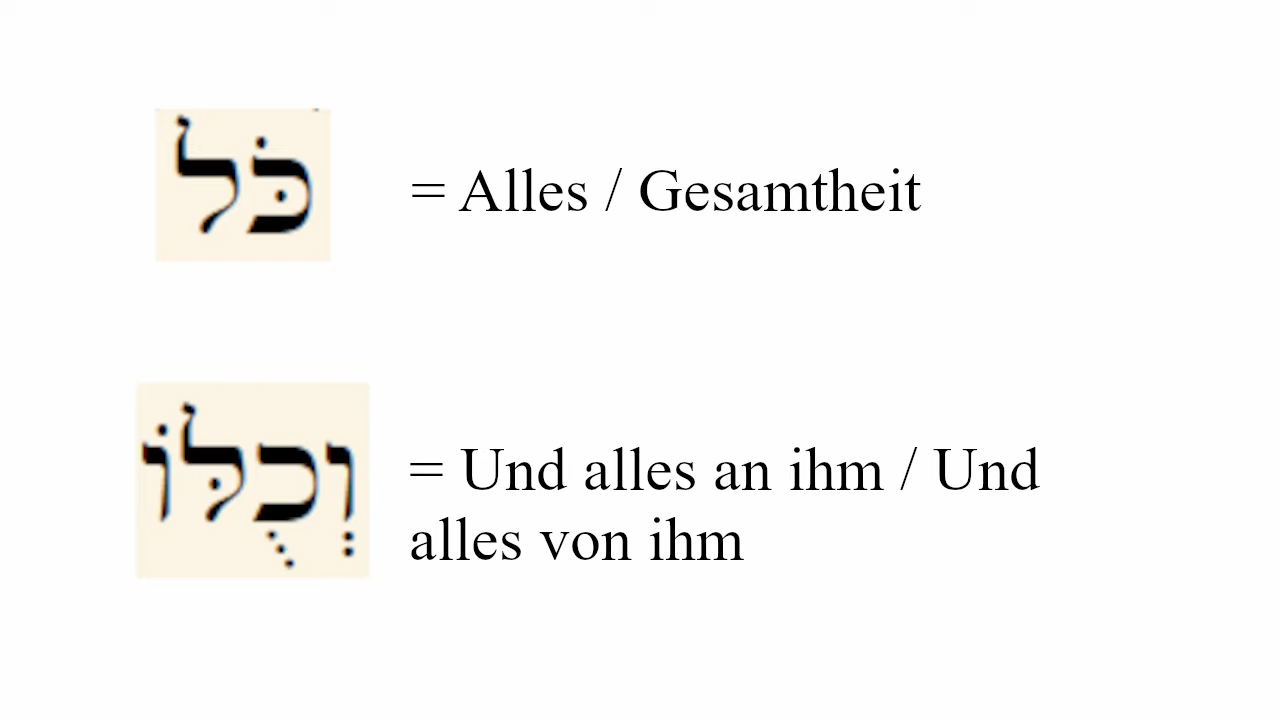 כֹּל = Alles / Gesamtheit
וְכֻלּוֹ = Und alles an ihm / Und
alles von ihm